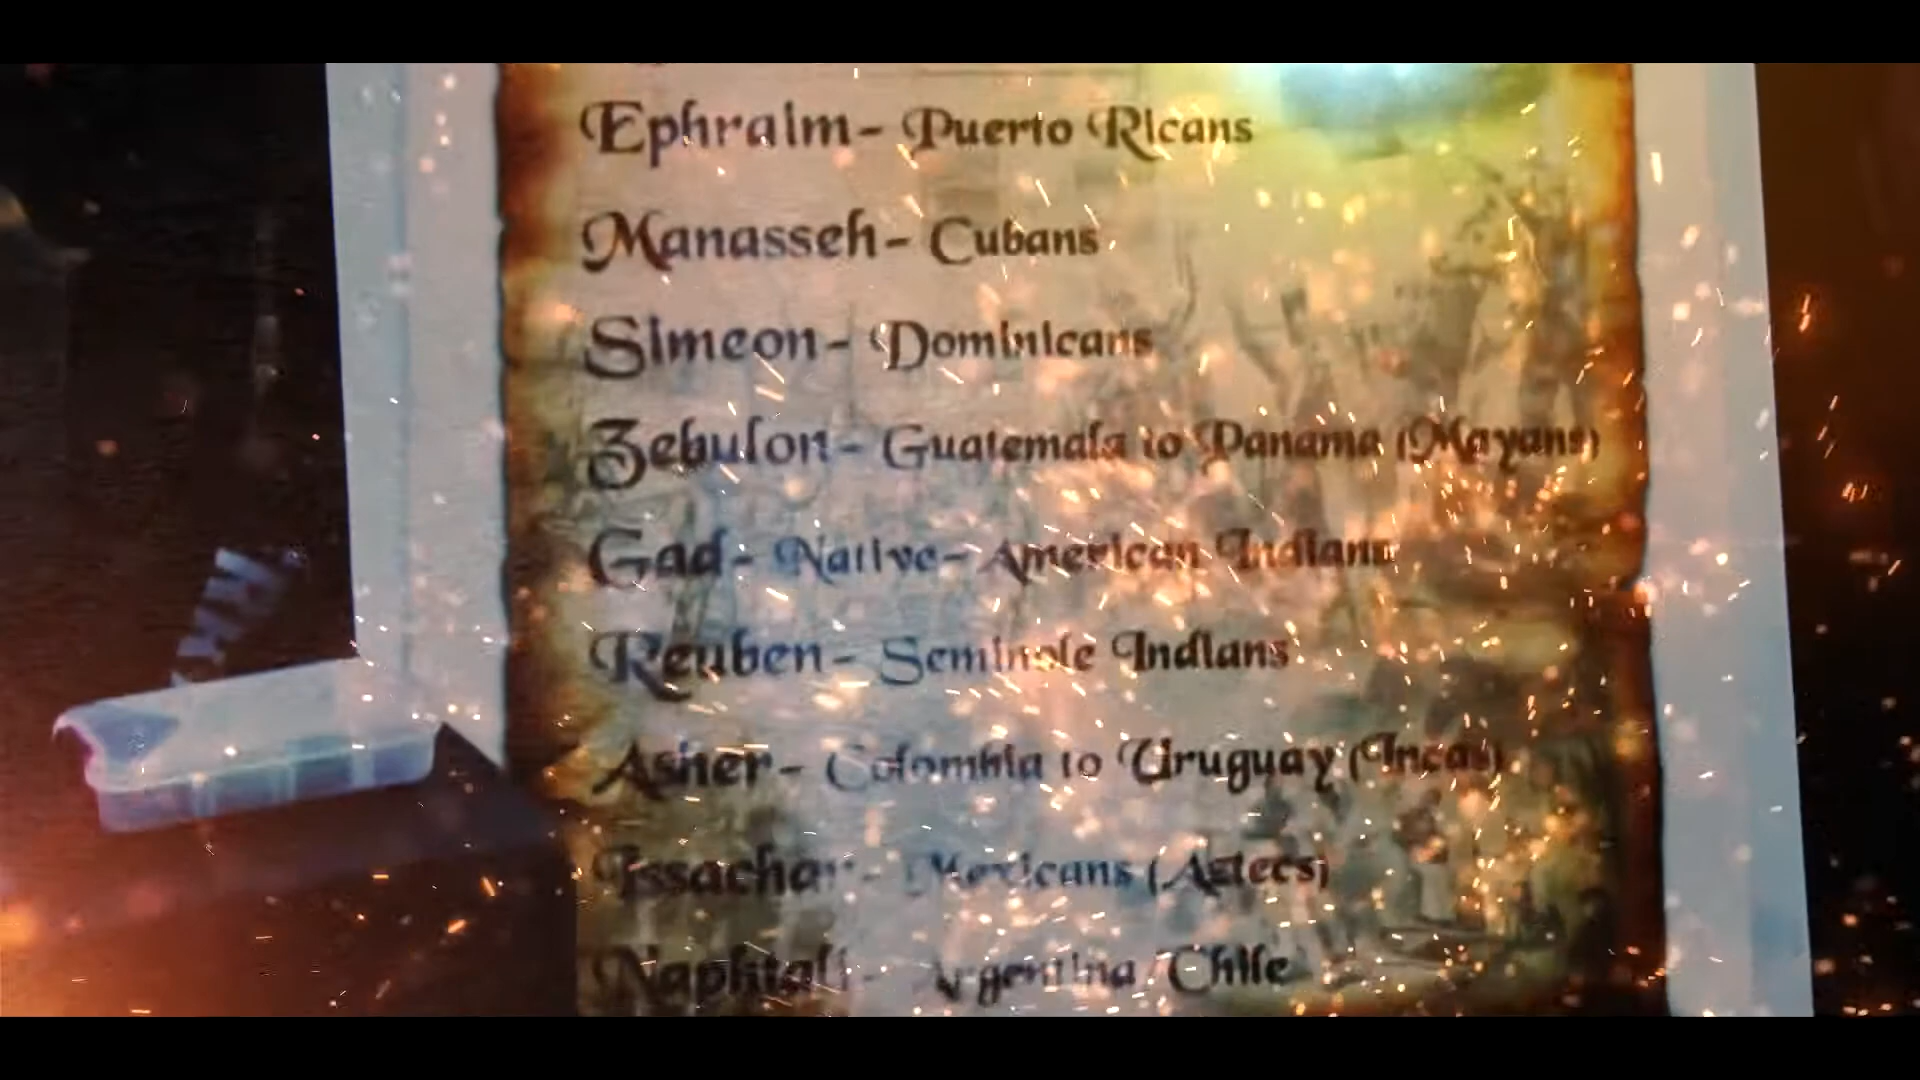 Ephraim- Puerto Ricans
Manasseh- Cubans
Simeon- Dominicans
Zebulon- Guatemala to Panama (Mayans)
Gad- Native-American Indians
Reuben- Seminole Indians
Asher- Colombia to Uruguay (Incas)
Issachar- Mexicans (Aztecs)
Naphtali- Argentina/Chile